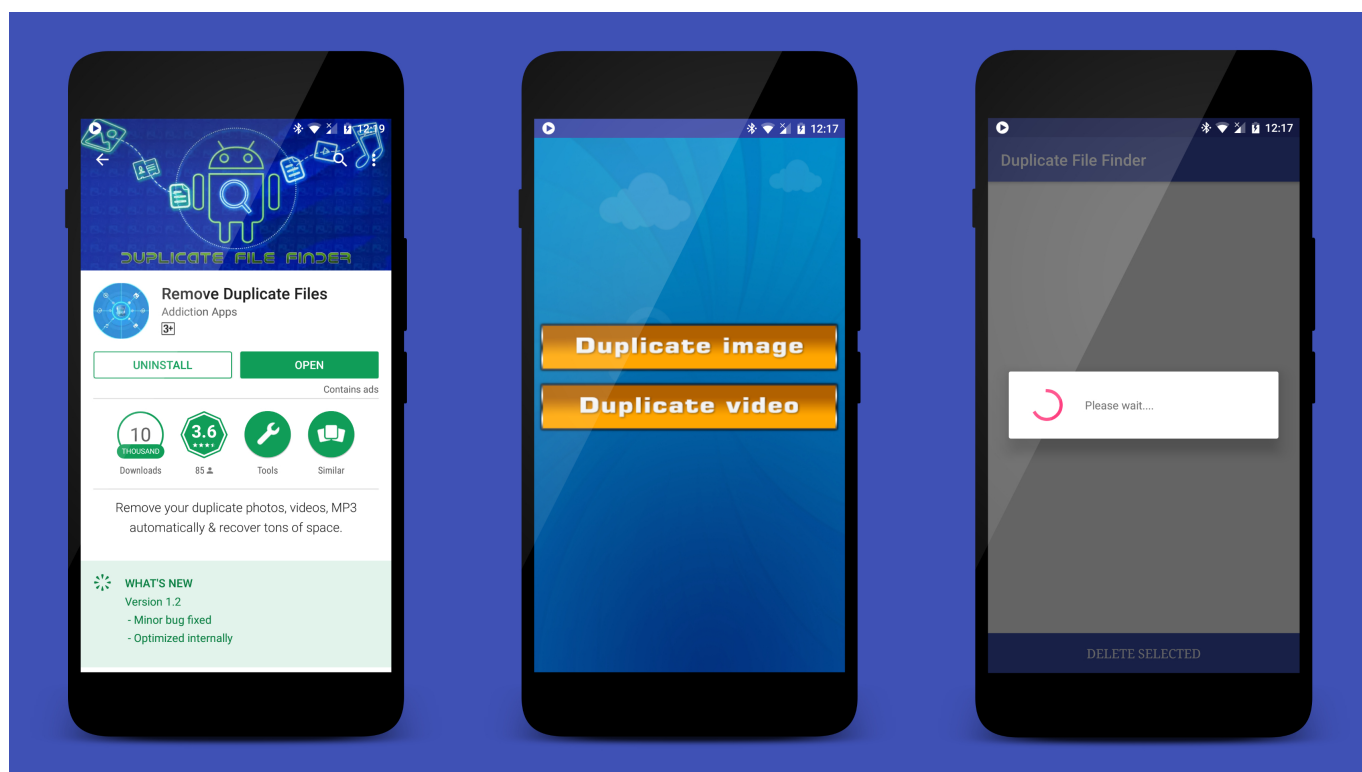 12:19
DUPLICATE FILE FINDER
Remove Duplicate Files
Addiction Apps
3+
UNINSTALL
OPEN
Contains ads
10
THOUSAND
3.6
Downloads
85
Tools
Similar
Remove your duplicate photos, videos, MP3
automatically & recover tons of space.
WHAT'S NEW
Version 1.2
- Minor bug fixed
- Optimized internally
12:17
Duplicate image
Duplicate video
12:17
Duplicate File Finder
Please wait....
DELETE SELECTED